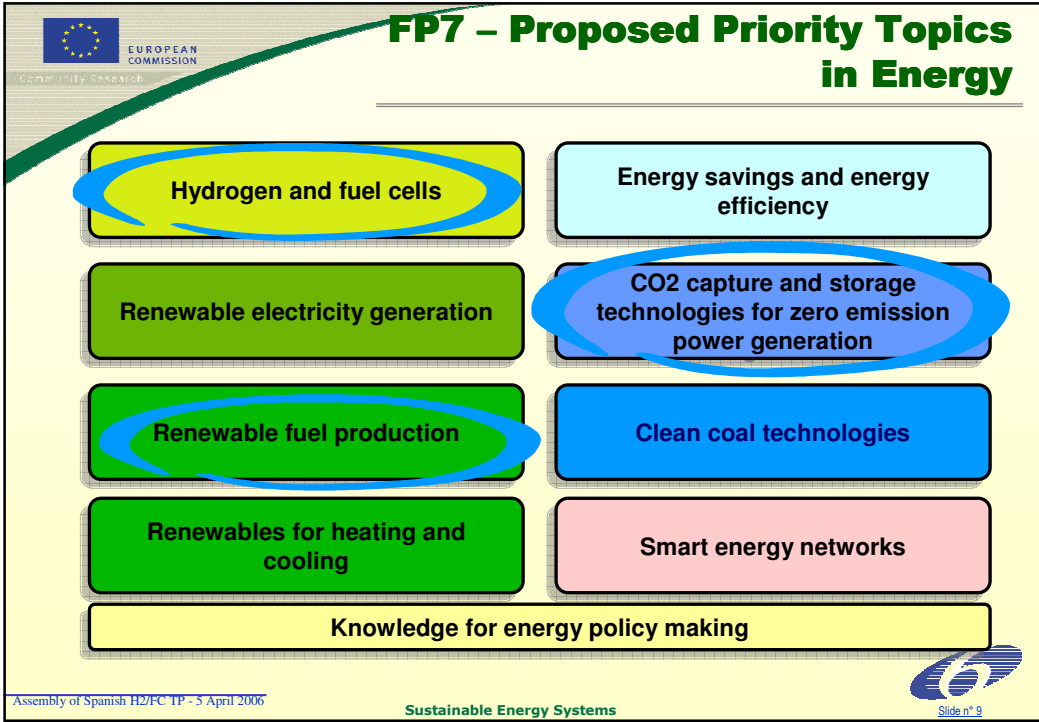 EUROPEAN
COMMISSION
Community Research
FP7 – Proposed Priority Topics
in Energy
Hydrogen and fuel cells
Energy savings and energy
efficiency
Renewable electricity generation
CO2 capture and storage
technologies for zero emission
power generation
Renewable fuel production
Clean coal technologies
Renewables for heating and
cooling
Smart energy networks
Knowledge for energy policy making
6
Assembly of Spanish H2/FC TP - 5 April 2006
Sustainable Energy Systems
Slide n° 9